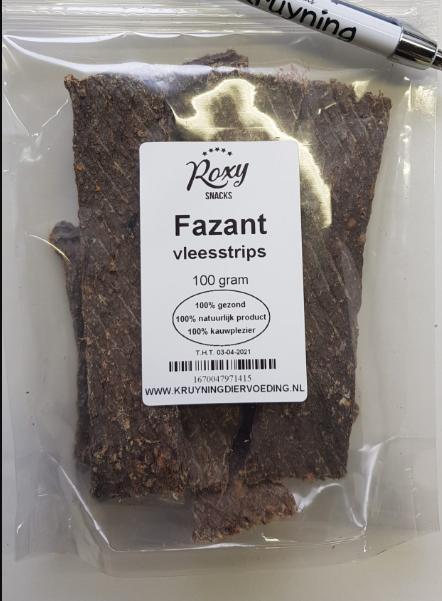 kruyning
Roxy
SNACKS
Fazant
vleesstrips
100 gram
100% gezond
100% natuurlijk product
100% kauwplezier
T.H.T. 03-04-2021
1670047971415
WWW.KRUYNINGDIERVOEDING.NL